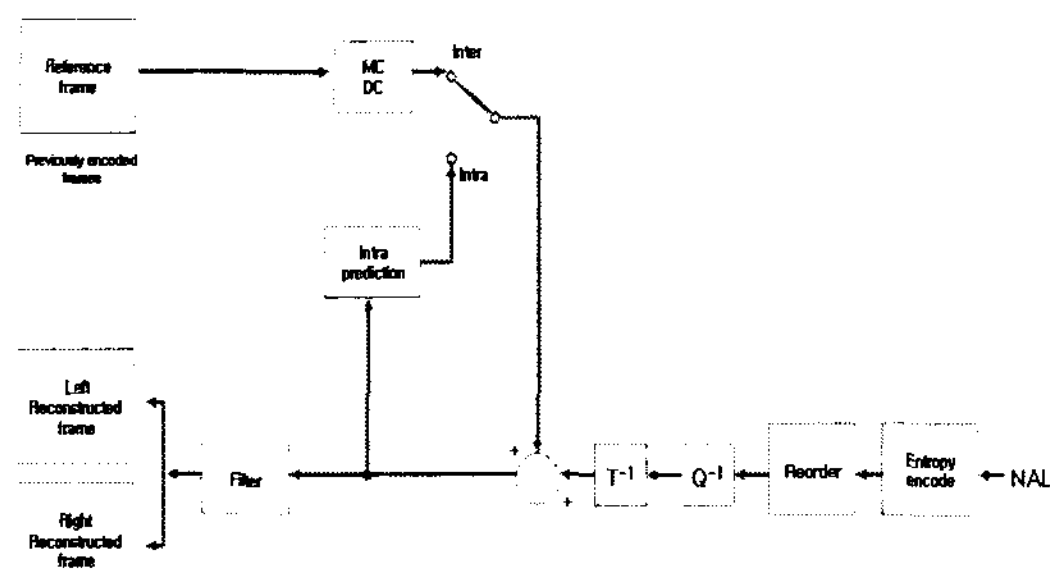 Reference
frame
Previously encoded
frames
MC
DC
Inter
Intra
Intra
prediction
Left
Reconstructed
frame
Right
Reconstructed
frame
Filter
+
+
T-1
Q-1
Reorder
Entropy
encode
NAL